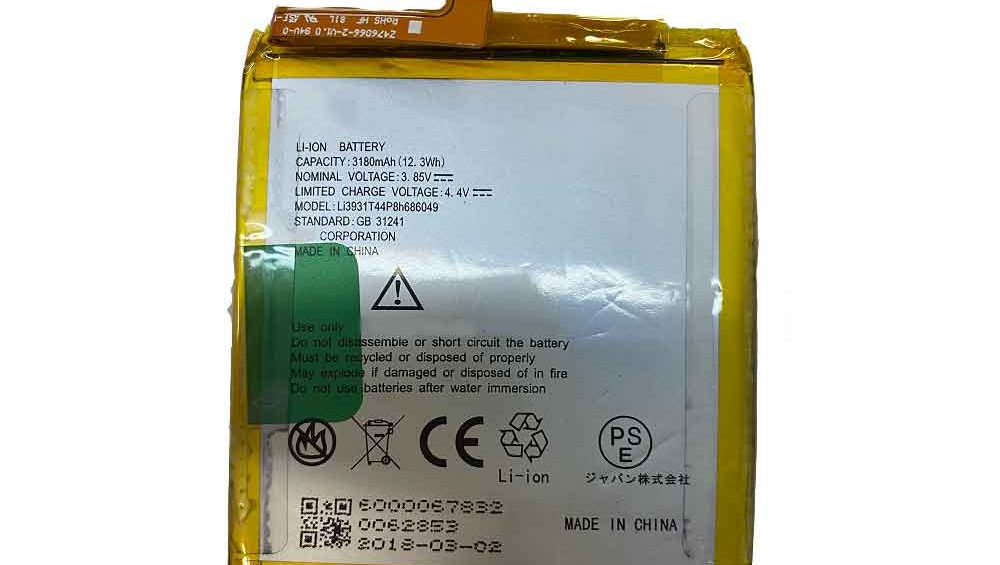 Z476066-2-V1.0 94V-0
RoHS HF 81L
LI-ION BATTERY
CAPACITY:3180mAh(12.3Wh)
NOMINAL VOLTAGE:3.85V
LIMITED CHARGE VOLTAGE:4.4V
MODEL:Li3931T44P8h686049
STANDARD:GB 31241
CORPORATION
MADE IN CHINA
Use only
Do not disassemble or short circuit the battery
Must be recycled or disposed of properly
May explode if damaged or disposed of in fire
Do not use batteries after water immersion
CE
PS
E
Li-ion
ジャパン株式会社
6000067832
0062853
2018-03-02
MADE IN CHINA